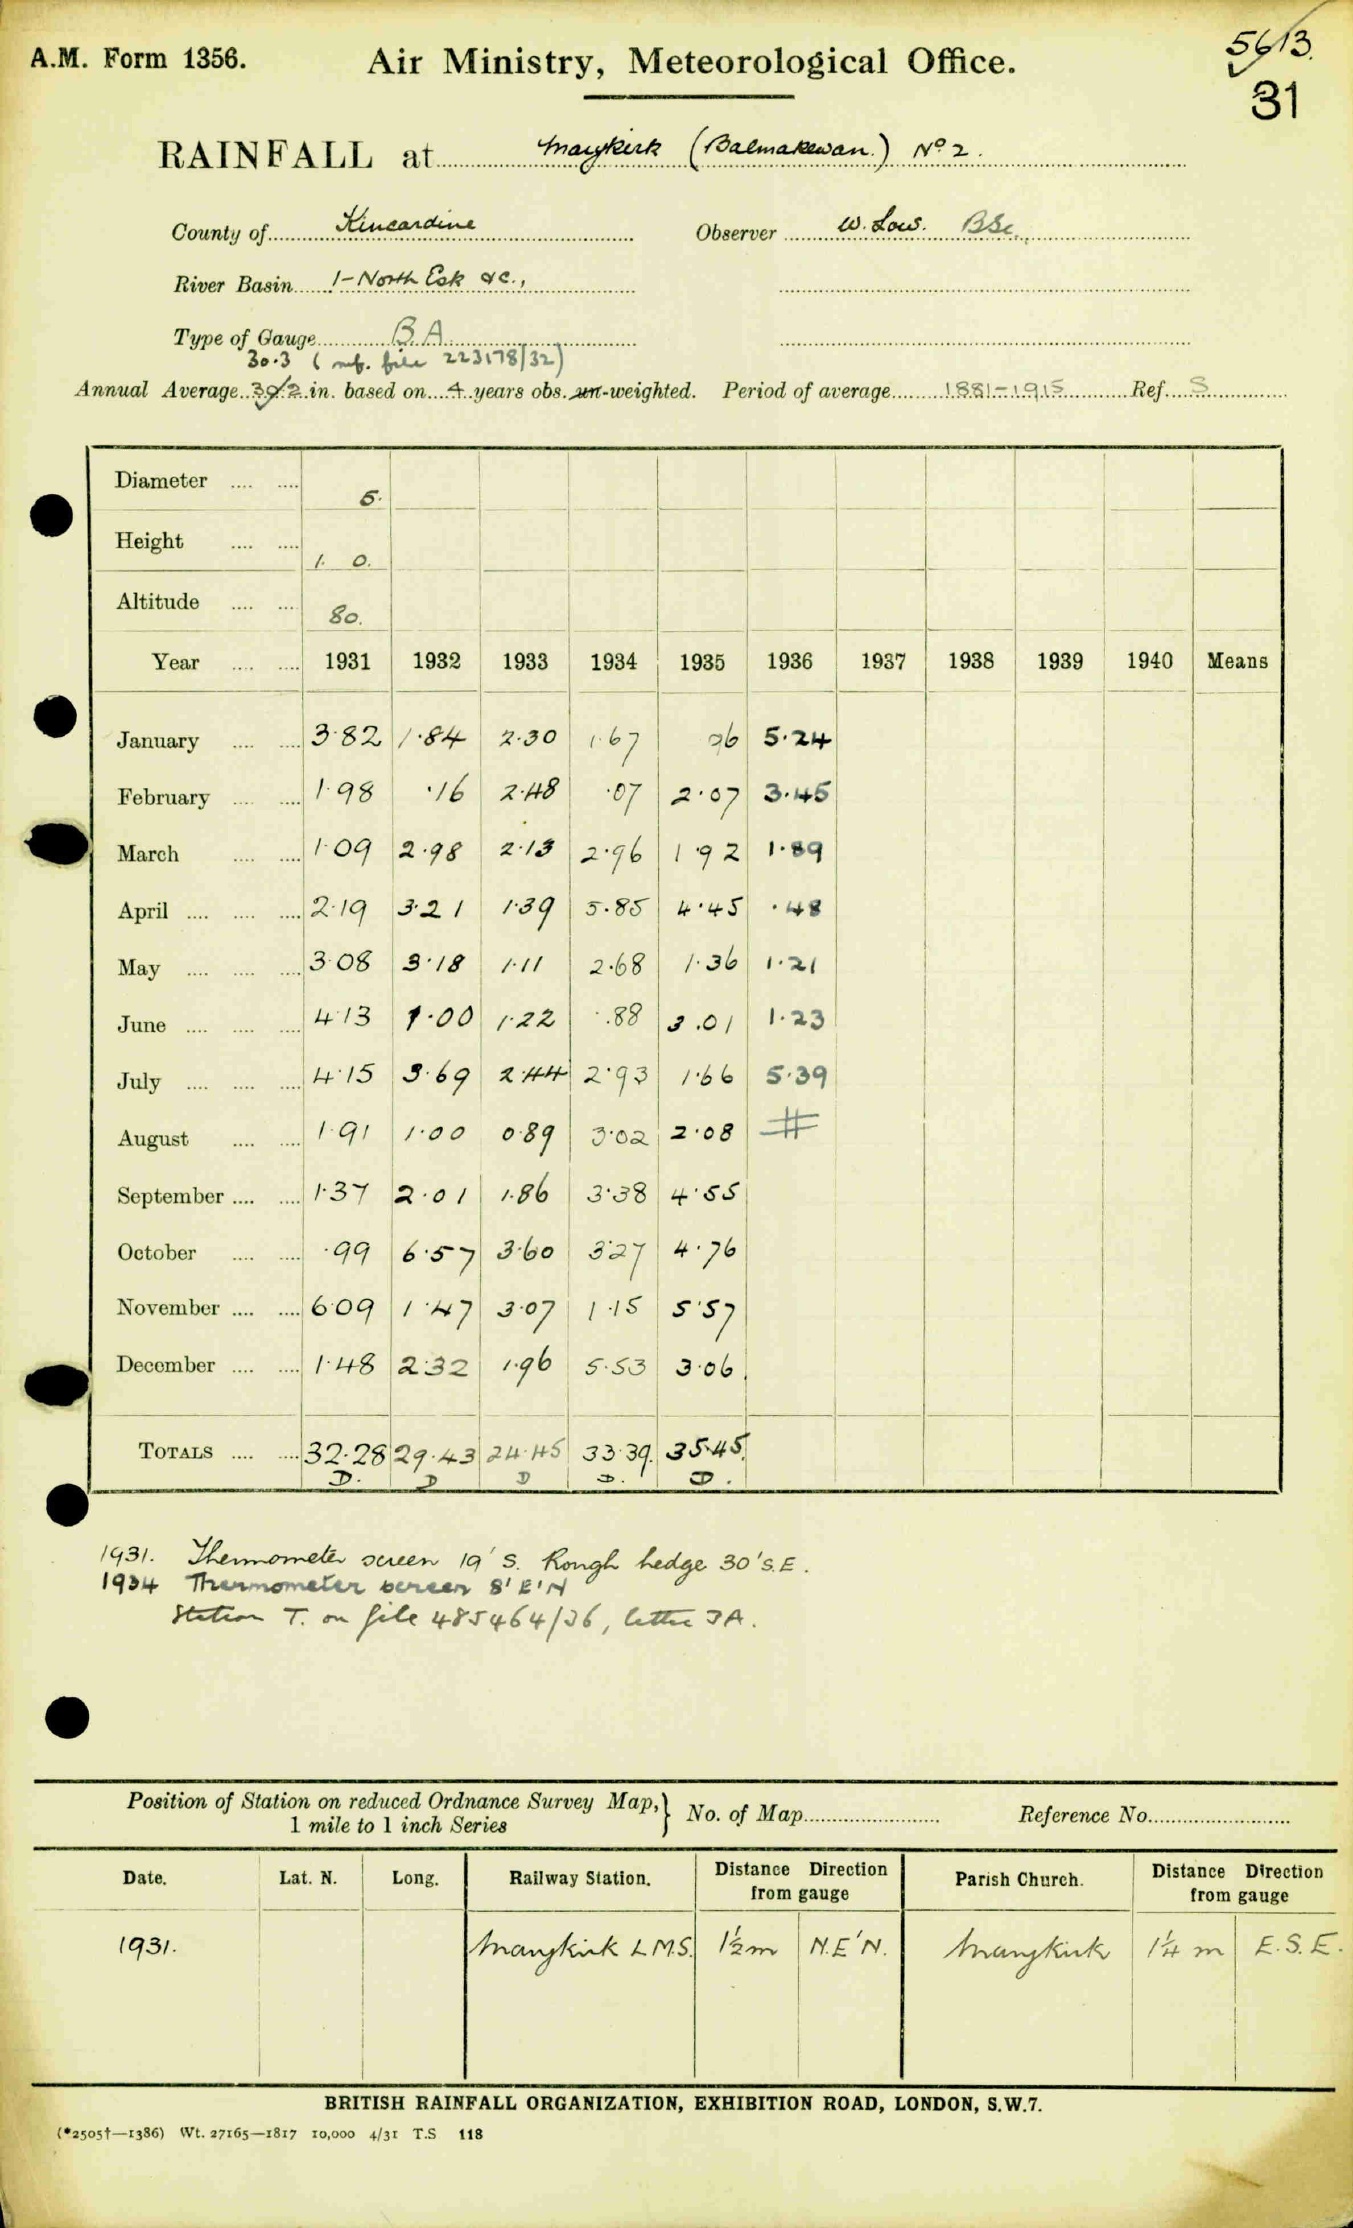 A.M. Form 1356.
Air Ministry, Meteorological Office.
5613.
31
RAINFALL at Marykirk (Balmakewan.) No 2.
County of Kincardine Observer W. Low. BSc.
River Basin 1-North Esk &c.,
Type of Gauge BA
30.3 (ref. file 223178/32)
Annual Average 30.2 in. based on 4 years obs. un-weighted. Period of average 1881-1915 Ref. S
Diameter 5.
Height 1. 0.
Altitude 80.
Year 1931 1932 1933 1934 1935 1936 1937 1938 1939 1940 Means
January 3.82 1.84 2.30 1.67 96 5.24
February 1.98 .16 2.48 .07 2.07 3.45
March 1.09 2.98 2.13 2.96 1.92 1.89
April 2.19 3.21 1.39 5.85 4.45 .48
May 3.08 3.18 1.11 2.68 1.36 1.21
June 4.13 1.00 1.22 .88 3.01 1.23
July 4.15 3.69 2.44 2.93 1.66 5.39
August 1.91 1.00 0.89 3.02 2.08
September 1.37 2.01 1.86 3.38 4.55
October .99 6.57 3.60 3.27 4.76
November 6.09 1.47 3.07 1.15 5.57
December 1.48 2.32 1.96 5.53 3.06
TOTALS 32.28 29.43 24.45 33.39. 35.45.
D. D D D. D.
1931. Thermometer screen 19' S. Rough hedge 30' S.E.
1934 Thermometer screen 8' E'N
Station T. on file 485464/36, letter 3A.
Position of Station on reduced Ordnance Survey Map,} No. of Map Reference No.
1 mile to 1 inch Series
Date. Lat. N. Long. Railway Station. Distance Direction from gauge Parish Church. Distance Direction from gauge
1931. Marykirk L.M.S. 1½ m N.E'N. Marykirk 1¼ m E.S.E.
BRITISH RAINFALL ORGANIZATION, EXHIBITION ROAD, LONDON, S.W.7.
(*2505†—1386) Wt. 27165—1817 10,000 4/31 T.S 118